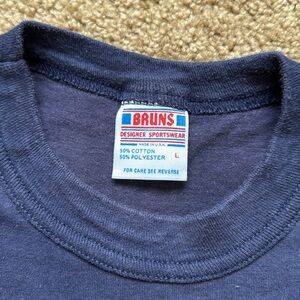 BRUNS
DESIGNER SPORTSWEAR
MADE IN U.S.A.
50% COTTON
50% POLYESTER L
FOR CARE SEE REVERSE